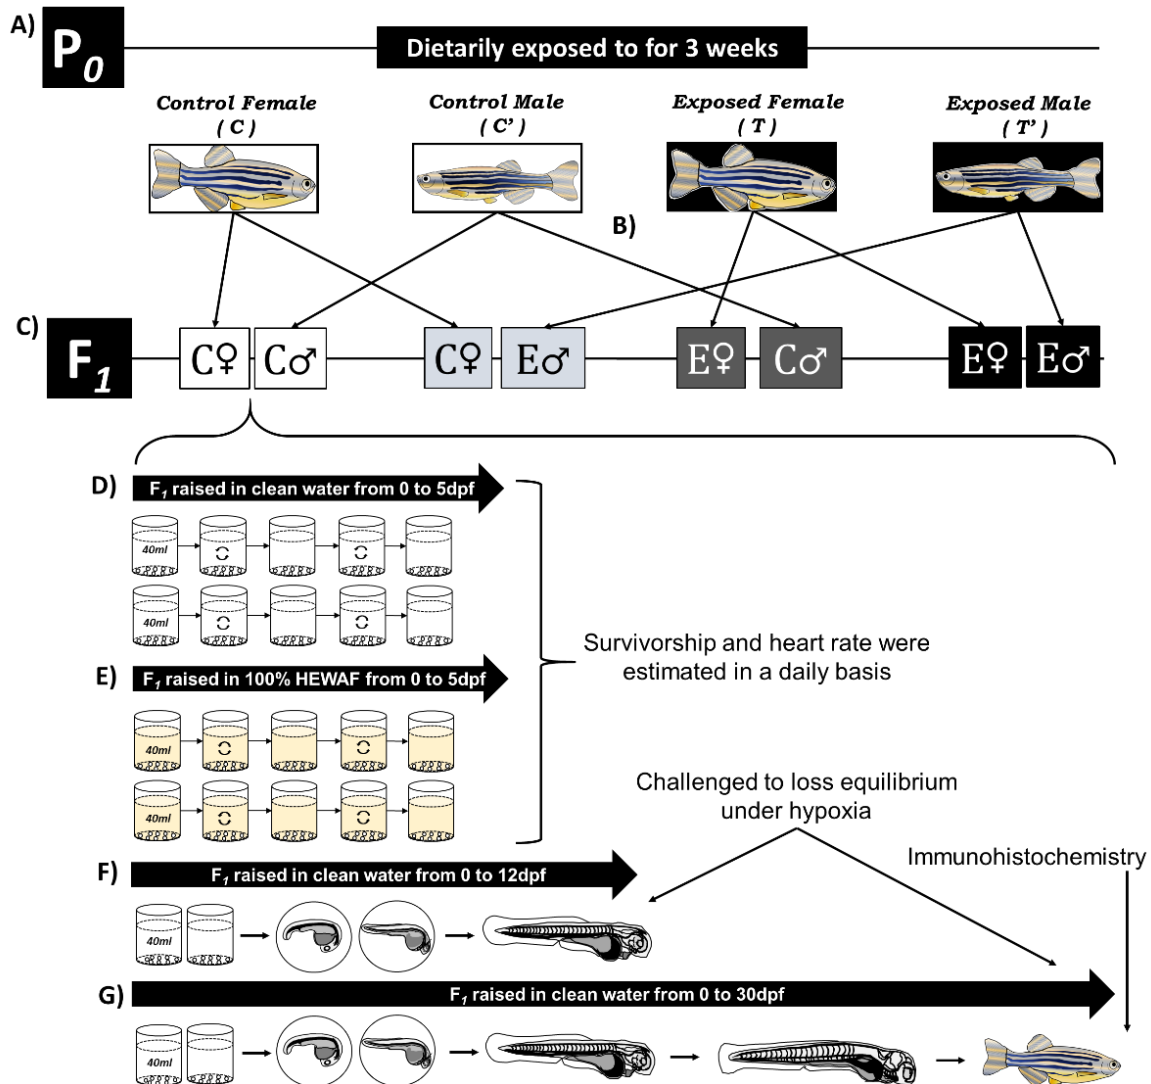 A)
P0
Dietarily exposed to for 3 weeks
Control Female
( C )
Control Male
( C’ )
Exposed Female
( T )
Exposed Male
( T’ )
B)
C)
F1
C♀ C♂
C♀ E♂
E♀ C♂
E♀ E♂
D)
F1 raised in clean water from 0 to 5dpf
40ml
40ml
Survivorship and heart rate were
estimated in a daily basis
E)
F1 raised in 100% HEWAF from 0 to 5dpf
40ml
40ml
Challenged to loss equilibrium
under hypoxia
Immunohistochemistry
F)
F1 raised in clean water from 0 to 12dpf
40ml
G)
F1 raised in clean water from 0 to 30dpf
40ml